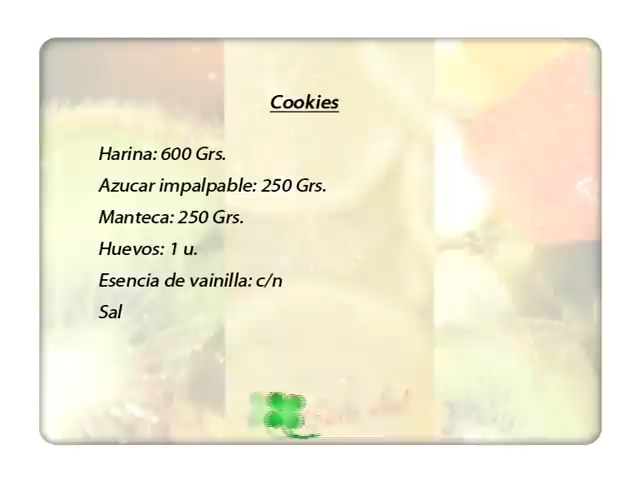 Cookies
Harina: 600 Grs.
Azucar impalpable: 250 Grs.
Manteca: 250 Grs.
Huevos: 1 u.
Esencia de vainilla: c/n
Sal